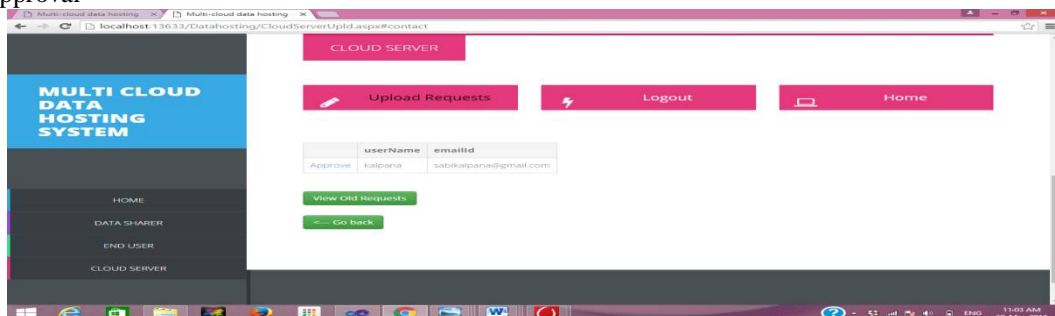 pproval
Multi-cloud data hosting
Multi-cloud data hosting
localhost:13633/Datahosting/CloudServerUpld.aspx#contact
CLOUD SERVER
MULTI CLOUD
DATA
HOSTING
SYSTEM
Upload Requests
Logout
Home
userName emailId
Approve kalpana sabikalpana@gmail.com
View Old Requests
<--- Go back
HOME
DATA SHARER
END USER
CLOUD SERVER
ENG
11:03 AM